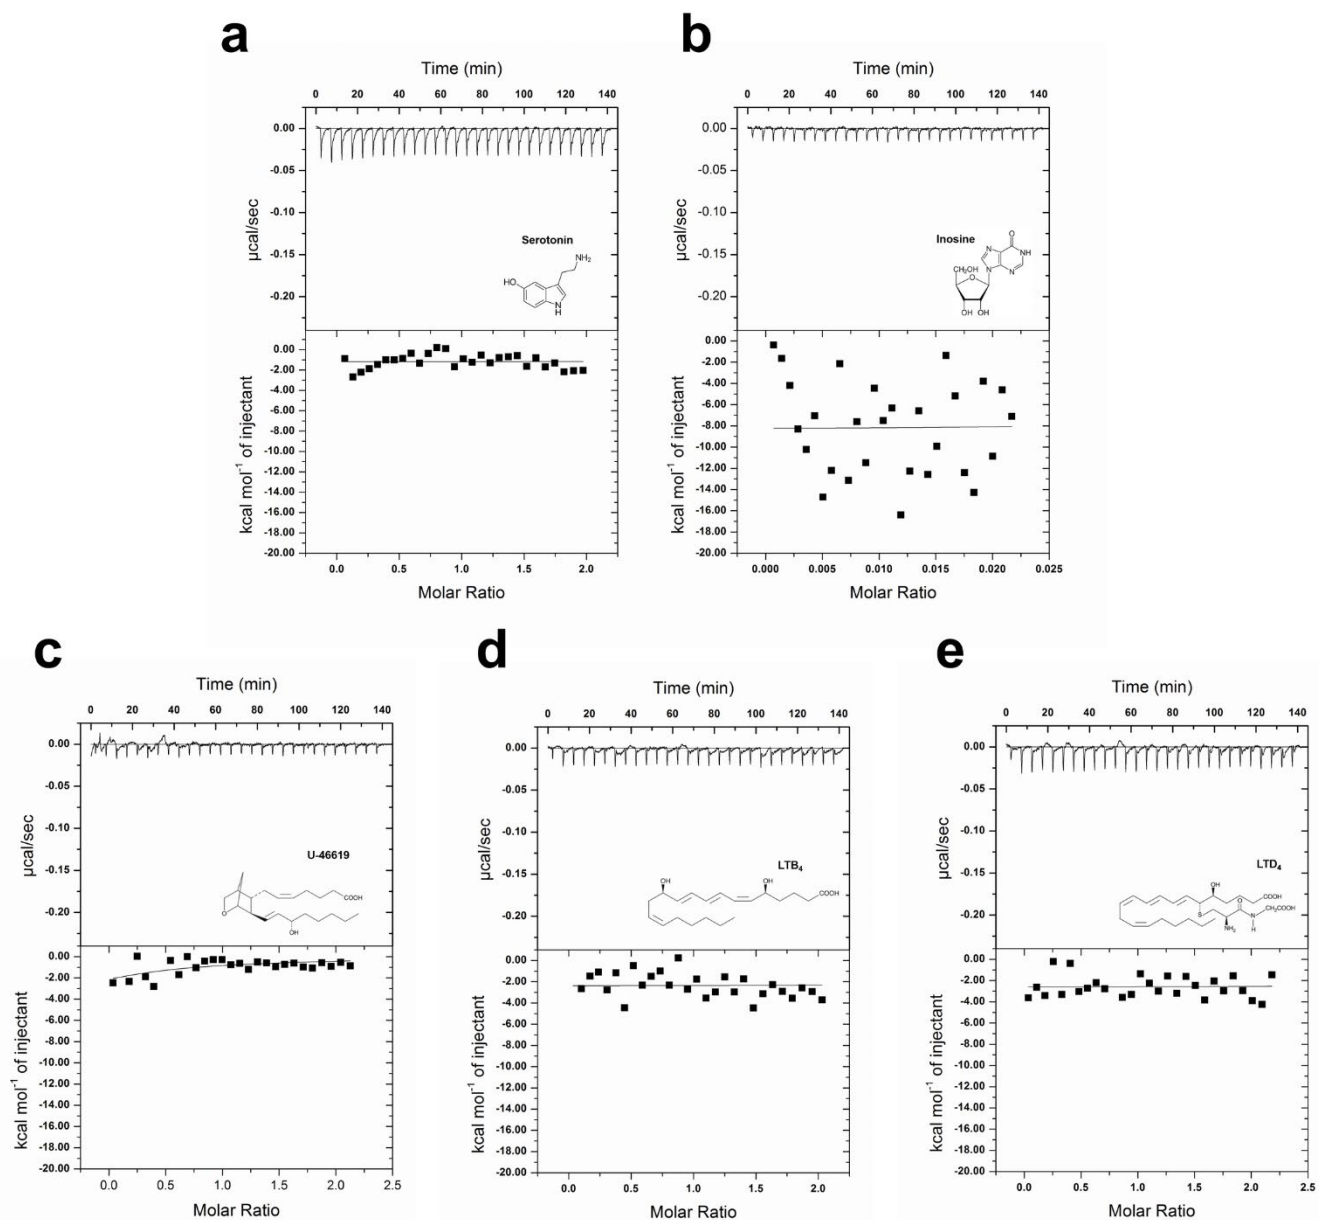 a
Time (min)
0 20 40 60 80 100 120 140
0.00
-0.05
-0.10
-0.15
-0.20
µcal/sec
Serotonin
NH2
HO
N
H
0.00
-2.00
-4.00
-6.00
-8.00
-10.00
-12.00
-14.00
-16.00
-18.00
-20.00
kcal mol⁻¹ of injectant
0.0 0.5 1.0 1.5 2.0
Molar Ratio
b
Time (min)
0 20 40 60 80 100 120 140
0.00
-0.05
-0.10
-0.15
-0.20
µcal/sec
Inosine
O
N NH
CH₂OH N N
O
OH OH
0.00
-2.00
-4.00
-6.00
-8.00
-10.00
-12.00
-14.00
-16.00
-18.00
-20.00
kcal mol⁻¹ of injectant
0.000 0.005 0.010 0.015 0.020 0.025
Molar Ratio
c
Time (min)
0 20 40 60 80 100 120 140
0.00
-0.05
-0.10
-0.15
-0.20
µcal/sec
U-46619
COOH
O
OH
0.00
-2.00
-4.00
-6.00
-8.00
-10.00
-12.00
-14.00
-16.00
-18.00
-20.00
kcal mol⁻¹ of injectant
0.0 0.5 1.0 1.5 2.0 2.5
Molar Ratio
d
Time (min)
0 20 40 60 80 100 120 140
0.00
-0.05
-0.10
-0.15
-0.20
µcal/sec
LTB₄
OH OH
COOH
0.00
-2.00
-4.00
-6.00
-8.00
-10.00
-12.00
-14.00
-16.00
-18.00
-20.00
kcal mol⁻¹ of injectant
0.0 0.5 1.0 1.5 2.0
Molar Ratio
e
Time (min)
0 20 40 60 80 100 120 140
0.00
-0.05
-0.10
-0.15
-0.20
µcal/sec
LTD₄
OH
COOH
S O CH₂COOH
N
NH₂ H
0.00
-2.00
-4.00
-6.00
-8.00
-10.00
-12.00
-14.00
-16.00
-18.00
-20.00
kcal mol⁻¹ of injectant
0.0 0.5 1.0 1.5 2.0 2.5
Molar Ratio